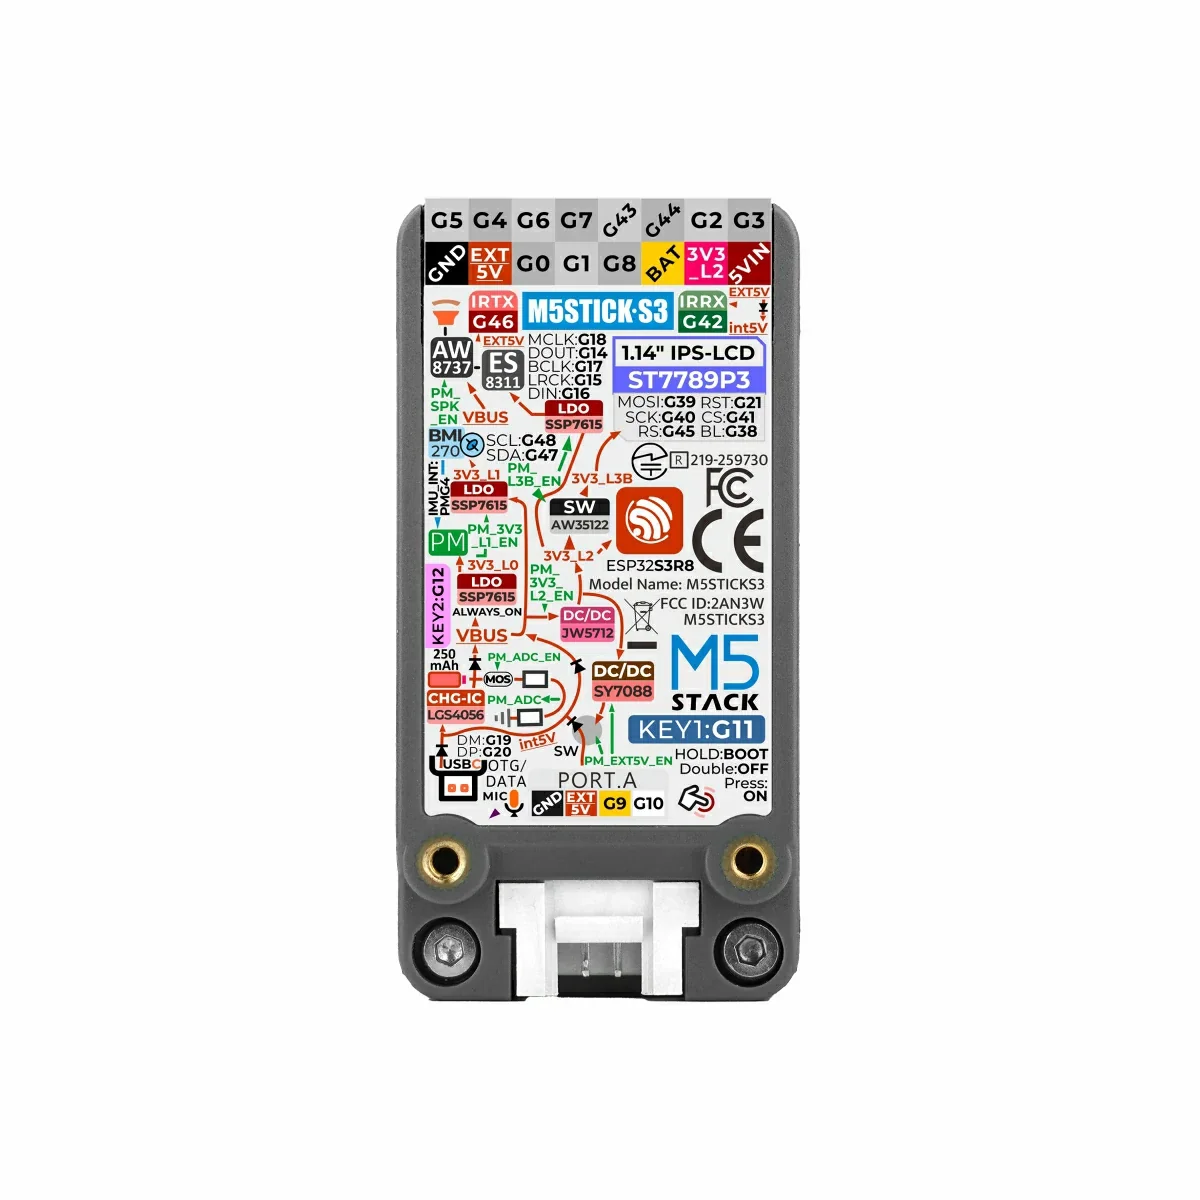 G5 G4 G6 G7 G43 G44 G2 G3
GND EXT 5V G0 G1 G8 BAT 3V3_L2 5VIN
IRTX G46
M5STICK·S3
IRRX G42
EXT5V
int5V
EXT5V
AW 8737
ES 8311
MCLK:G18
DOUT:G14
BCLK:G17
LRCK:G15
DIN:G16
1.14" IPS-LCD
ST7789P3
MOSI:G39 RST:G21
SCK:G40 CS:G41
RS:G45 BL:G38
PM_
SPK
_EN
VBUS
LDO
SSP7615
BMI
270
SCL:G48
SDA:G47
PM_
L3B_EN
R 219-259730
FC
CE
IMU_INT:
PMG4
3V3_L1
LDO
SSP7615
3V3_L3B
SW
AW35122
PM
PM_3V3
_L1_EN
3V3_L2
ESP32S3R8
3V3_L0
LDO
SSP7615
ALWAYS_ON
PM_
3V3_
L2_EN
KEY2:G12
Model Name: M5STICKS3
FCC ID:2AN3W
M5STICKS3
DC/DC
JW5712
VBUS
250
mAh
PM_ADC_EN
MOS
DC/DC
SY7088
M5
STACK
CHG-IC
LGS4056
PM_ADC
KEY1:G11
DM:G19
DP:G20
int5V
SW
PM_EXT5V_EN
HOLD:BOOT
Double:OFF
Press:
ON
USBC OTG/
DATA
MIC
PORT.A
GND EXT 5V G9 G10